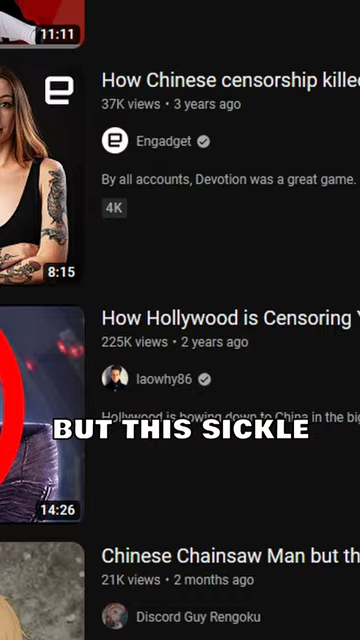 11:11
How Chinese censorship killed
37K views • 3 years ago
Engadget
By all accounts, Devotion was a great game.
4K
8:15
How Hollywood is Censoring Y
225K views • 2 years ago
laowhy86
Hollywood is bowing down to China in the big
BUT THIS SICKLE
14:26
Chinese Chainsaw Man but th
21K views • 2 months ago
Discord Guy Rengoku